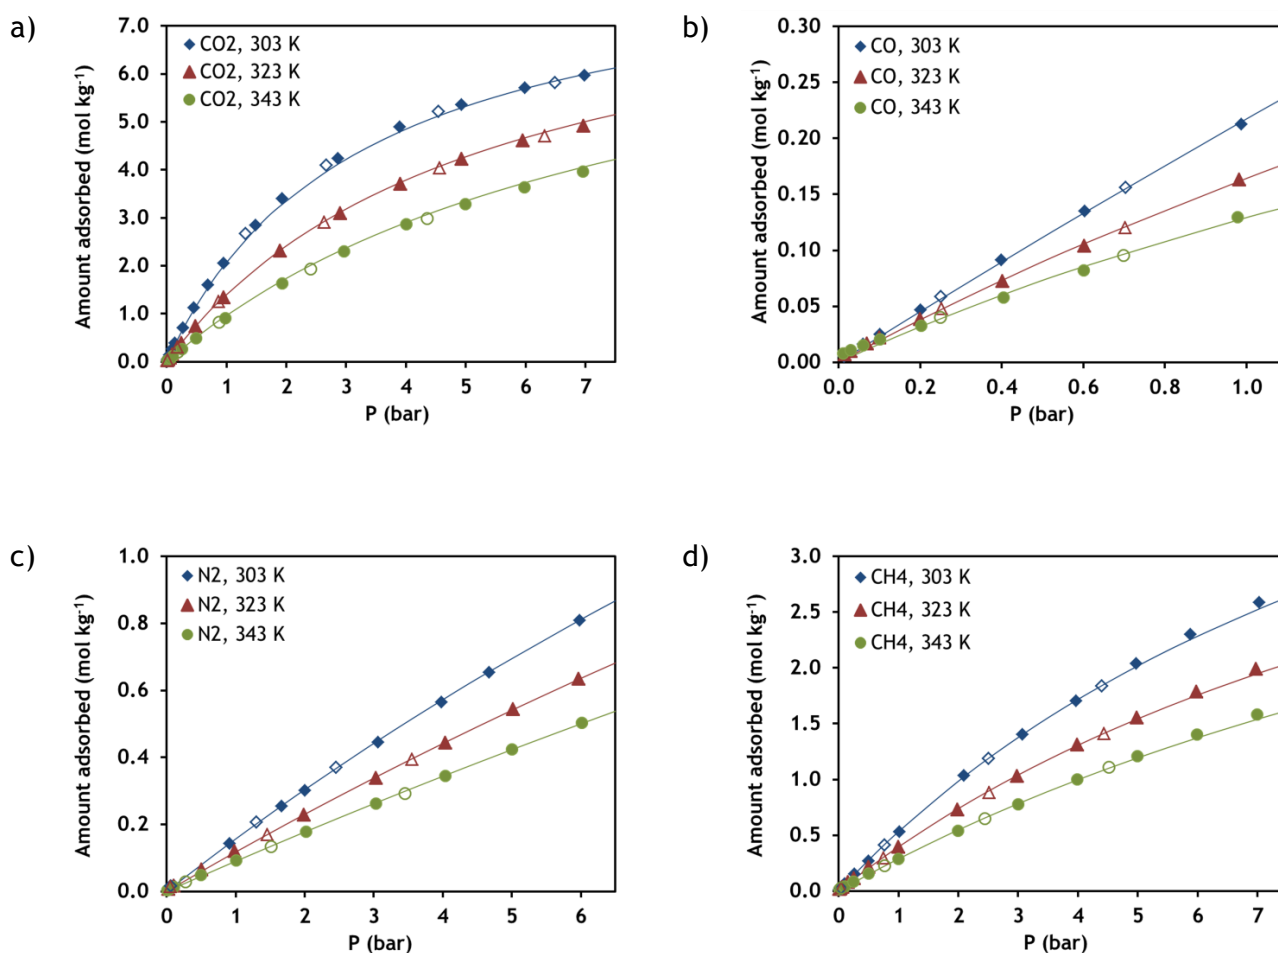 a)
Amount adsorbed (mol kg⁻¹)
7.0
6.0
5.0
4.0
3.0
2.0
1.0
0.0
CO2, 303 K
CO2, 323 K
CO2, 343 K
0 1 2 3 4 5 6 7
P (bar)
b)
Amount adsorbed (mol kg⁻¹)
0.30
0.25
0.20
0.15
0.10
0.05
0.00
CO, 303 K
CO, 323 K
CO, 343 K
0.0 0.2 0.4 0.6 0.8 1.0
P (bar)
c)
Amount adsorbed (mol kg⁻¹)
1.0
0.8
0.6
0.4
0.2
0.0
N2, 303 K
N2, 323 K
N2, 343 K
0 1 2 3 4 5 6
P (bar)
d)
Amount adsorbed (mol kg⁻¹)
3.0
2.5
2.0
1.5
1.0
0.5
0.0
CH4, 303 K
CH4, 323 K
CH4, 343 K
0 1 2 3 4 5 6 7
P (bar)